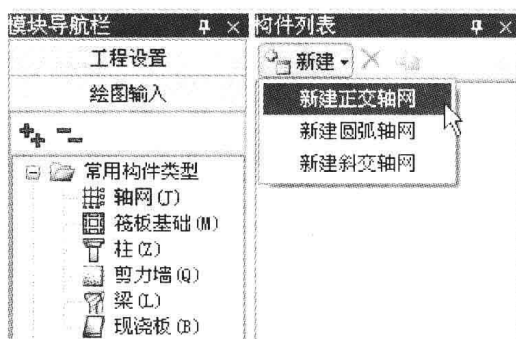 模块导航栏
工程设置
绘图输入
常用构件类型
轴网(J)
筏板基础(M)
柱(Z)
剪力墙(Q)
梁(L)
现浇板(B)
构件列表
新建
新建正交轴网
新建圆弧轴网
新建斜交轴网